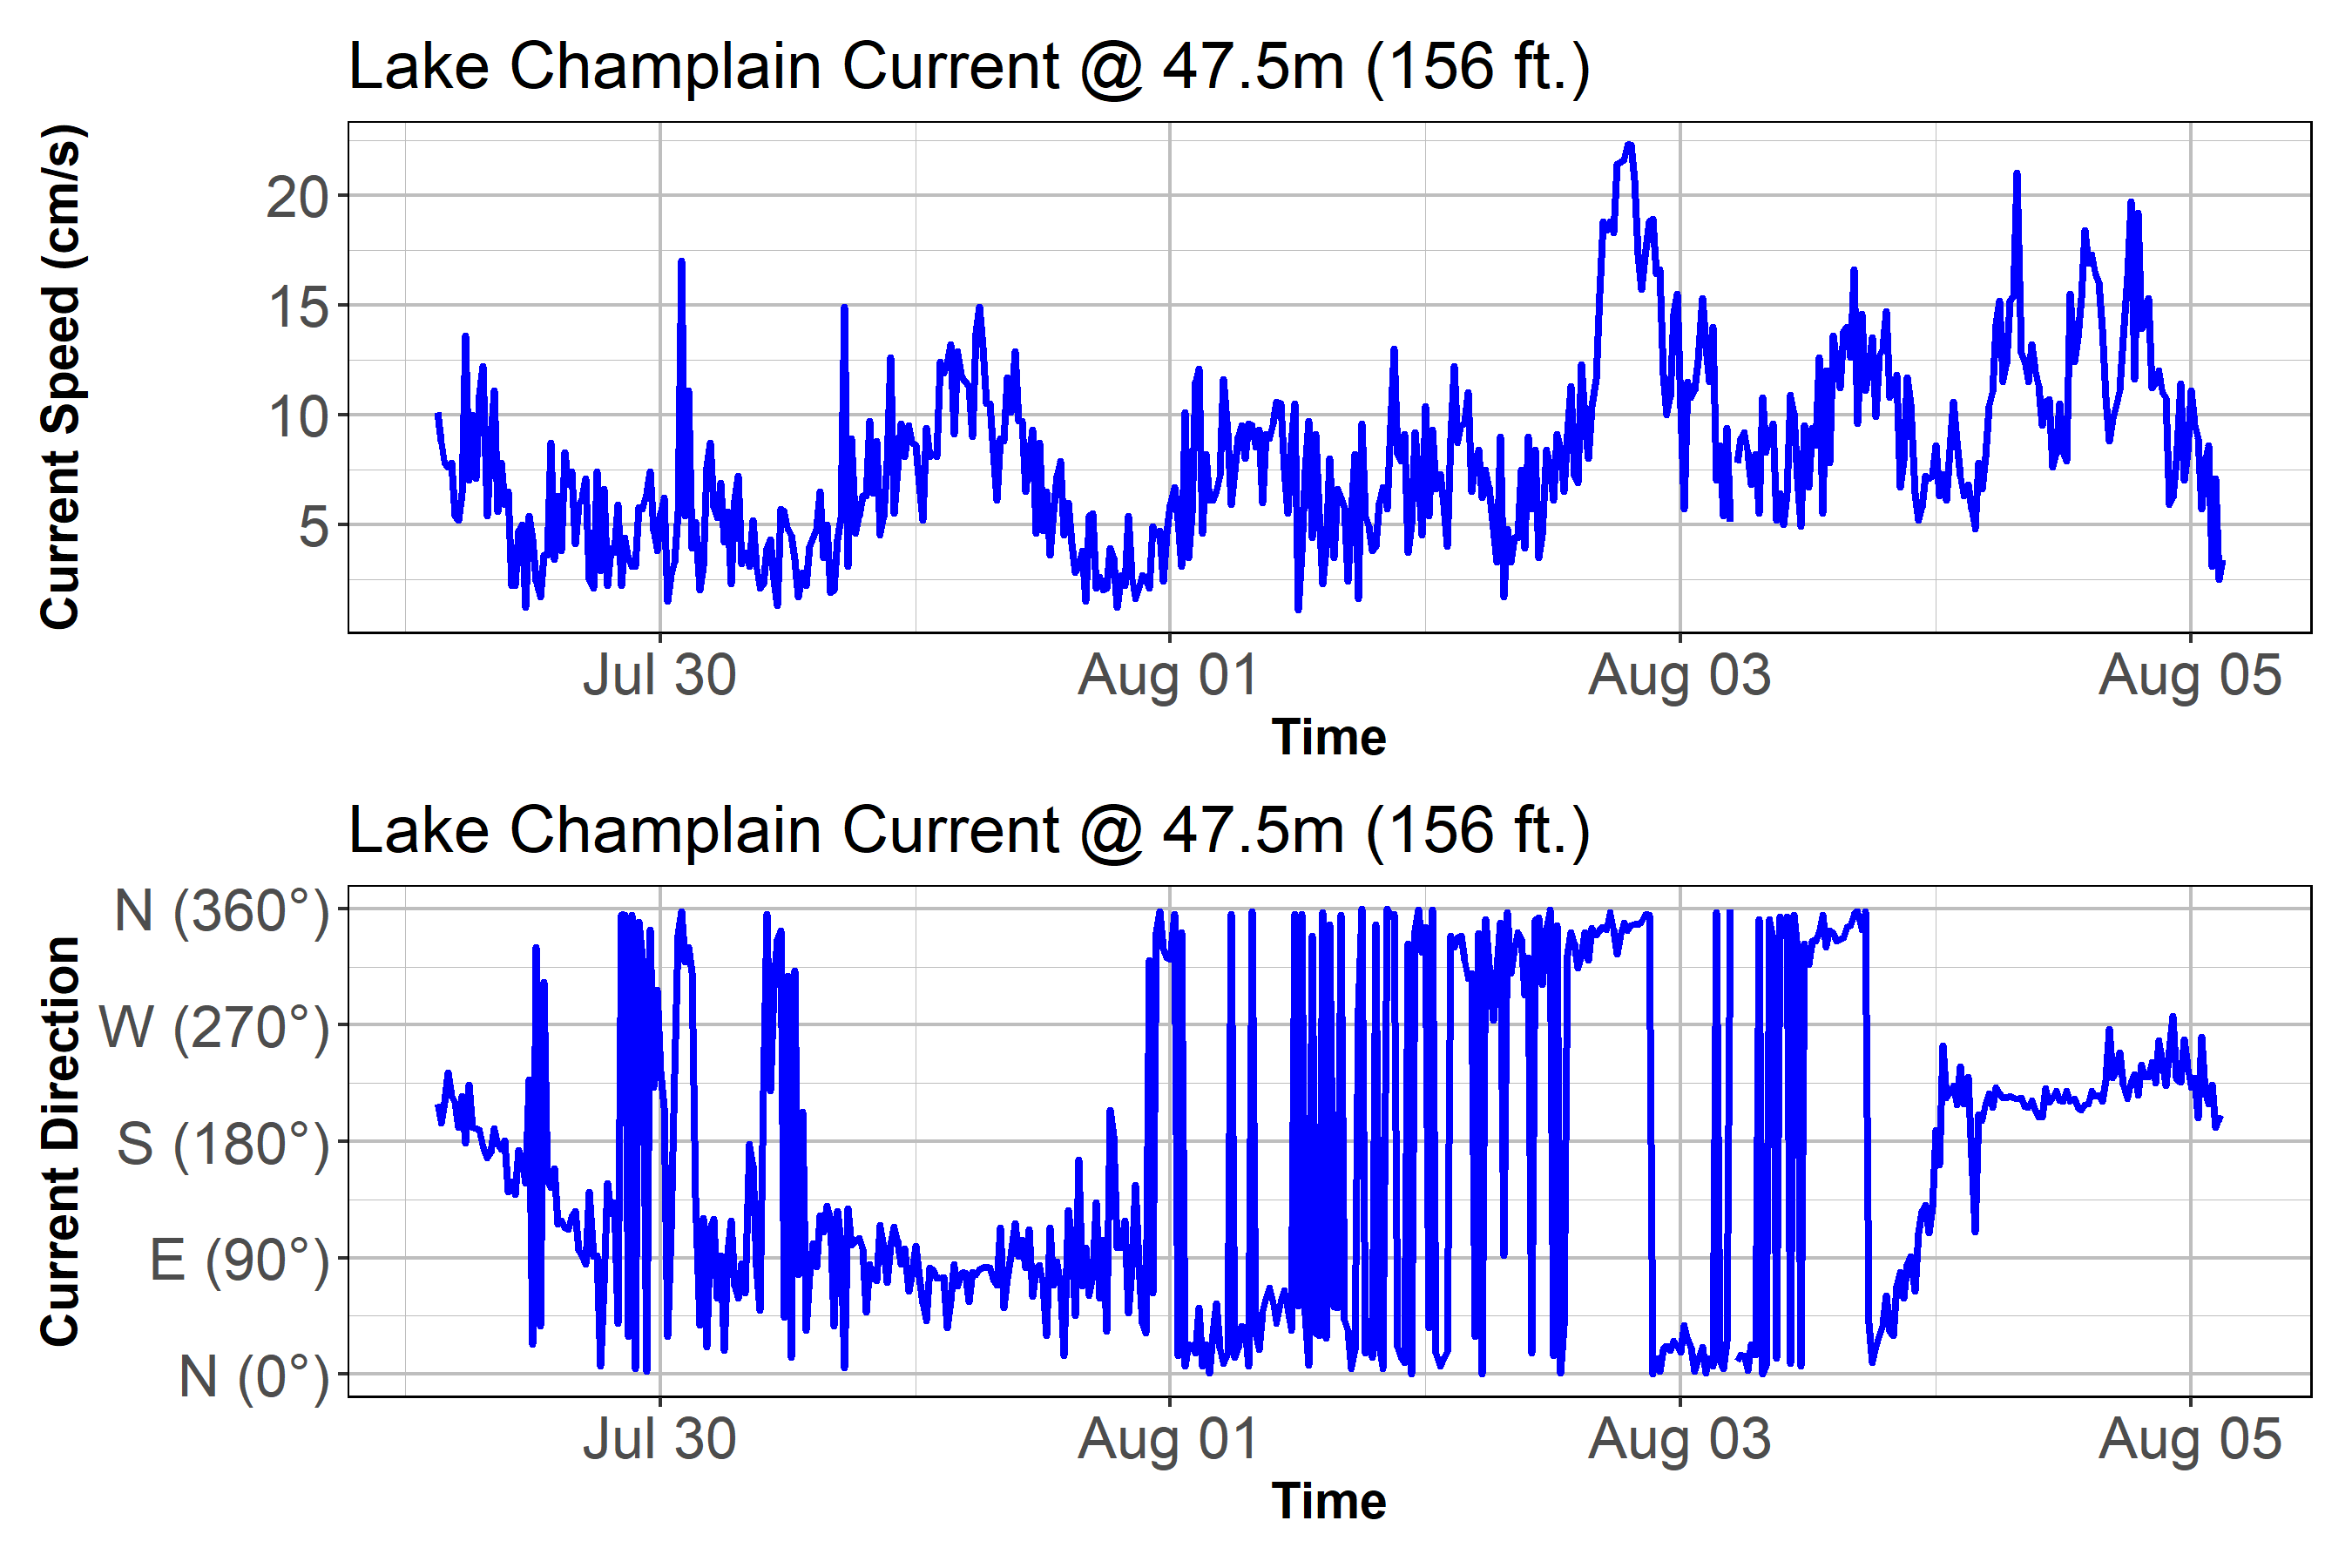 Lake Champlain Current @ 47.5m (156 ft.)
Current Speed (cm/s)
20
15
10
5
Jul 30 Aug 01 Aug 03 Aug 05
Time
Lake Champlain Current @ 47.5m (156 ft.)
Current Direction
N (360°)
W (270°)
S (180°)
E (90°)
N (0°)
Jul 30 Aug 01 Aug 03 Aug 05
Time